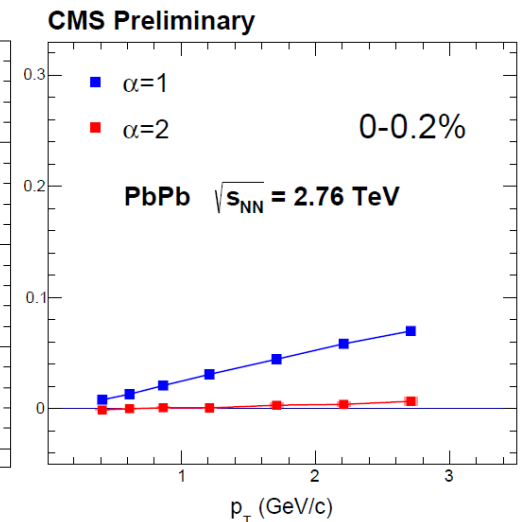 CMS Preliminary
0.3
α=1
α=2
0-0.2%
0.2
PbPb √sNN = 2.76 TeV
0.1
0
1 2 3
pT (GeV/c)